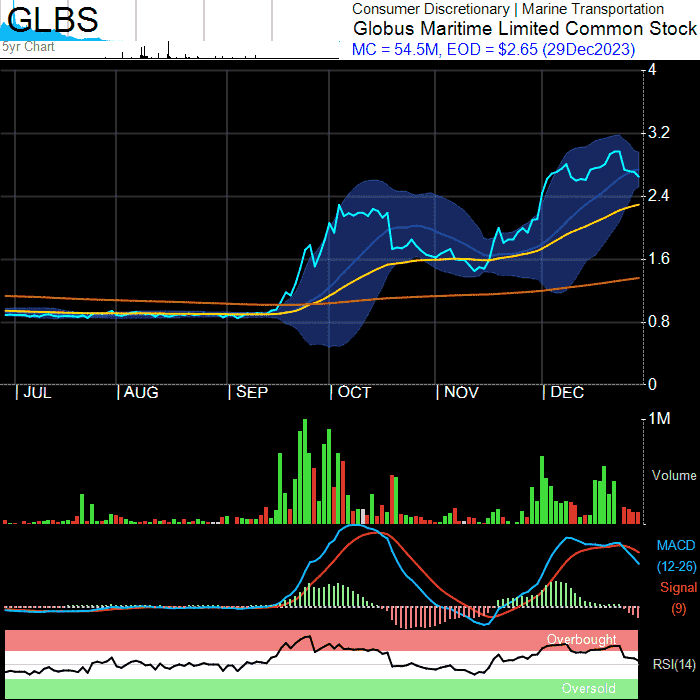 GLBS
Consumer Discretionary | Marine Transportation
Globus Maritime Limited Common Stock
5yr Chart
MC = 54.5M, EOD = $2.65 (29Dec2023)
4
3.2
2.4
1.6
0.8
0
JUL AUG SEP OCT NOV DEC
1M
Volume
MACD
(12-26)
Signal
(9)
Overbought
RSI(14)
Oversold